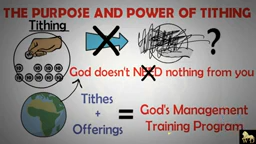 THE PURPOSE AND POWER OF TITHING
Tithing
?
God doesn't NEED nothing from you
Tithes
+
Offerings
=
God's Management
Training Program